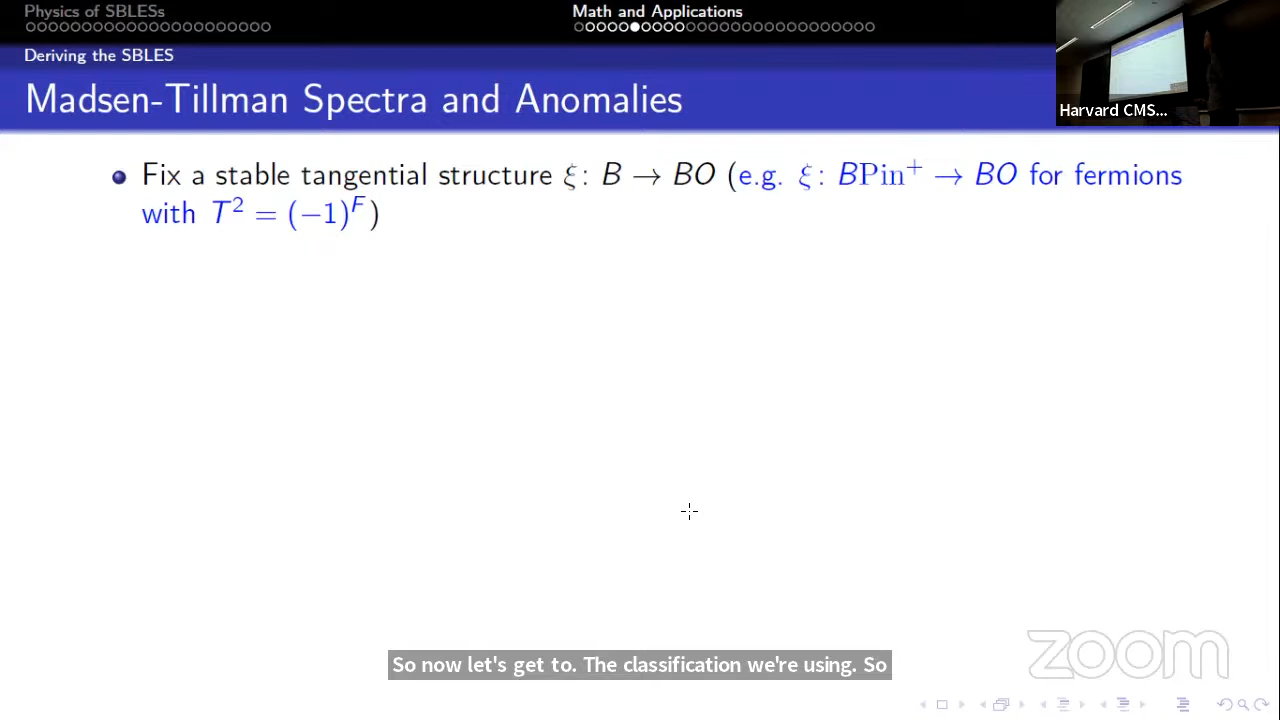 Physics of SBLESs
Math and Applications
Deriving the SBLES
Madsen-Tillman Spectra and Anomalies
Harvard CMS...
Fix a stable tangential structure ξ: B → BO (e.g. ξ: BPin⁺ → BO for fermions
with T² = (−1)ᶠ)
So now let's get to. The classification we're using. So
zoom